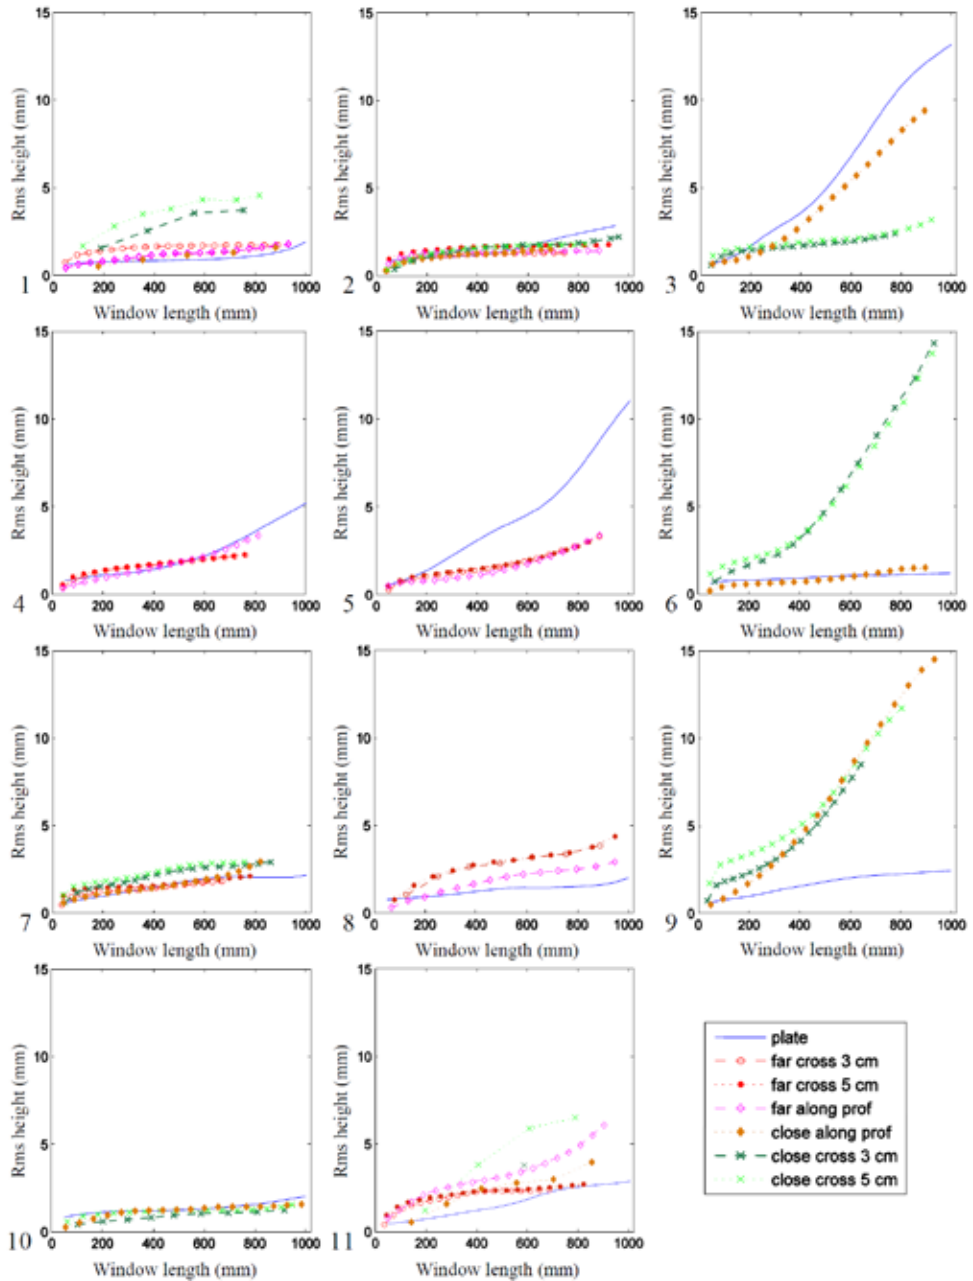 15 15 15
10 10 10
5 5 5
0 0 0
0 200 400 600 800 1000 0 200 400 600 800 1000 0 200 400 600 800 1000
Rms height (mm) Rms height (mm) Rms height (mm)
1 Window length (mm) 2 Window length (mm) 3 Window length (mm)
15 15 15
10 10 10
5 5 5
0 0 0
0 200 400 600 800 1000 0 200 400 600 800 1000 0 200 400 600 800 1000
Rms height (mm) Rms height (mm) Rms height (mm)
4 Window length (mm) 5 Window length (mm) 6 Window length (mm)
15 15 15
10 10 10
5 5 5
0 0 0
0 200 400 600 800 1000 0 200 400 600 800 1000 0 200 400 600 800 1000
Rms height (mm) Rms height (mm) Rms height (mm)
7 Window length (mm) 8 Window length (mm) 9 Window length (mm)
15 15
10 10
5 5
0 0
0 200 400 600 800 1000 0 200 400 600 800 1000
Rms height (mm) Rms height (mm)
10 Window length (mm) 11 Window length (mm)
plate
far cross 3 cm
far cross 5 cm
far along prof
close along prof
close cross 3 cm
close cross 5 cm